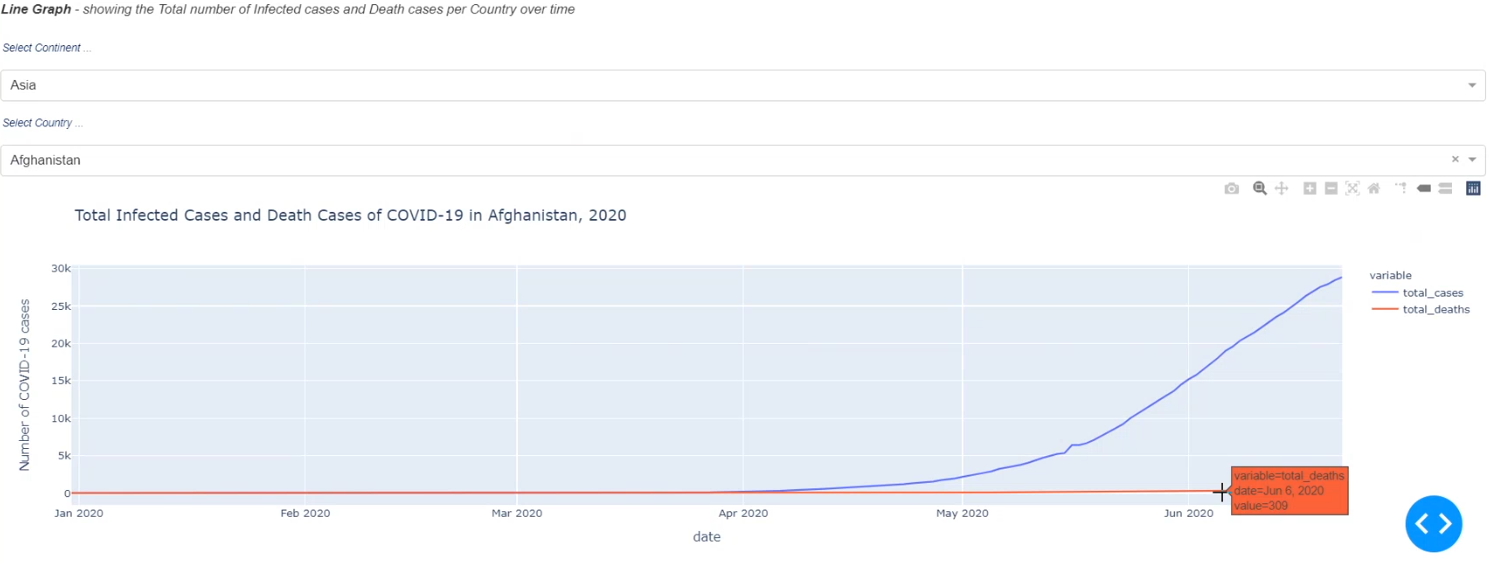 Line Graph - showing the Total number of Infected cases and Death cases per Country over time
Select Continent ...
Asia
Select Country ...
Afghanistan
Total Infected Cases and Death Cases of COVID-19 in Afghanistan, 2020
30k
25k
20k
15k
10k
5k
0
Number of COVID-19 cases
Jan 2020
Feb 2020
Mar 2020
Apr 2020
May 2020
Jun 2020
date
variable
total_cases
total_deaths
variable=total_deaths
date=Jun 6, 2020
value=309